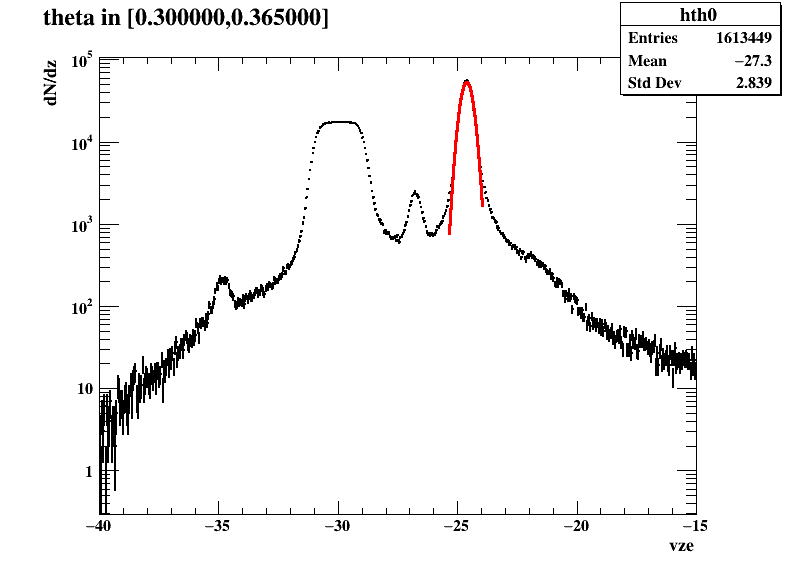 theta in [0.300000,0.365000]
hth0
Entries 1613449
Mean −27.3
Std Dev 2.839
dN/dz
10^5
10^4
10^3
10^2
10
1
−40 −35 −30 −25 −20 −15
vze